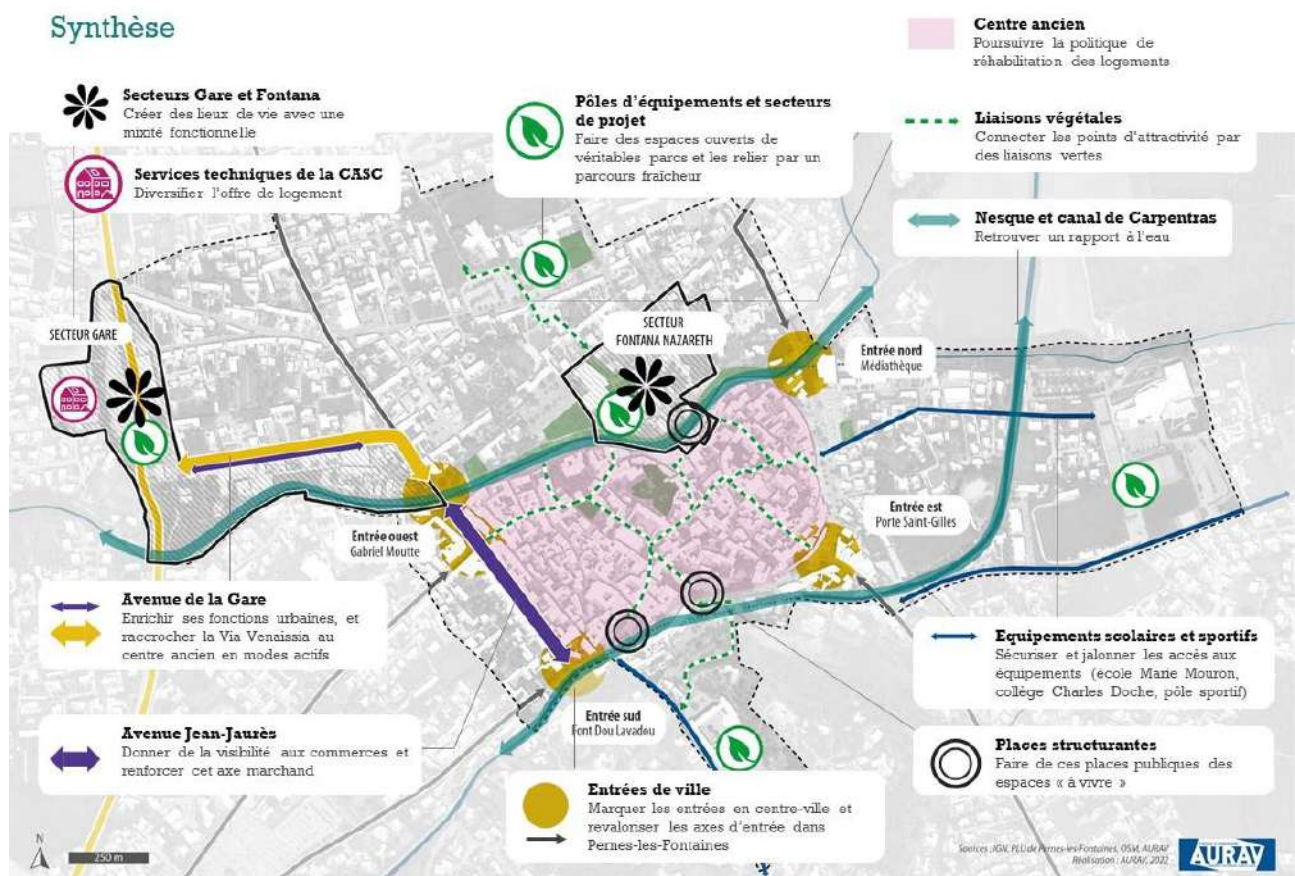 Synthèse
Secteurs Gare et Fontana
Créer des lieux de vie avec une
mixité fonctionnelle
Services techniques de la CASC
Diversifier l'offre de logement
Pôles d'équipements et secteurs
de projet
Faire des espaces ouverts de
véritables parcs et les relier par un
parcours fraîcheur
Centre ancien
Poursuivre la politique de
réhabilitation des logements
Liaisons végétales
Connecter les points d'attractivité par
des liaisons vertes
Nesque et canal de Carpentras
Retrouver un rapport à l'eau
SECTEUR GARE
SECTEUR
FONTANA NAZARETH
Entrée nord
Médiathèque
Entrée ouest
Gabriel Moutte
Entrée est
Porte Saint-Gilles
Entrée sud
Font Dou Lavadou
Avenue de la Gare
Enrichir ses fonctions urbaines, et
raccrocher la Via Venaissia au
centre ancien en modes actifs
Avenue Jean-Jaurès
Donner de la visibilité aux commerces et
renforcer cet axe marchand
Entrées de ville
Marquer les entrées en centre-ville et
revaloriser les axes d'entrée dans
Pernes-les-Fontaines
Equipements scolaires et sportifs
Sécuriser et jalonner les accès aux
équipements (école Marie Mouron,
collège Charles Doche, pôle sportif)
Places structurantes
Faire de ces places publiques des
espaces « à vivre »
N
250 m
Sources : IGN, PLU de Pernes-les-Fontaines, OSM, AURAV
Réalisation : AURAV, 2022
AURAV